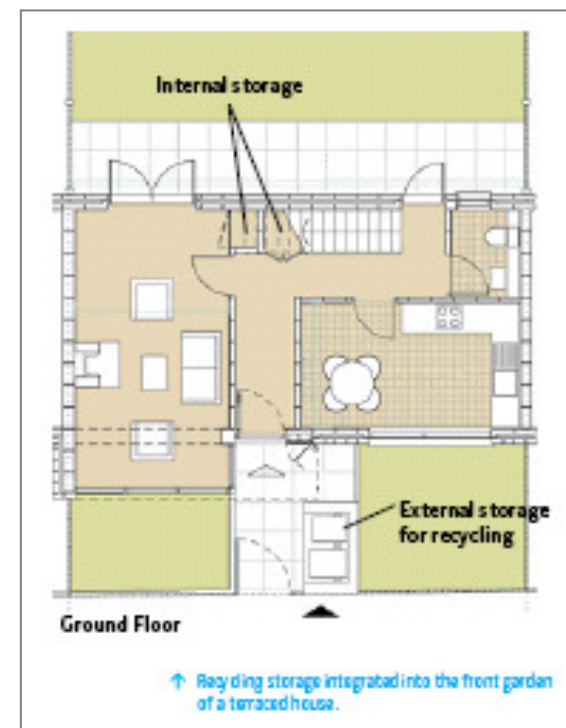 Internal storage
External storage
for recycling
Ground Floor
↑ Recycling storage integrated into the front garden
of a terraced house.